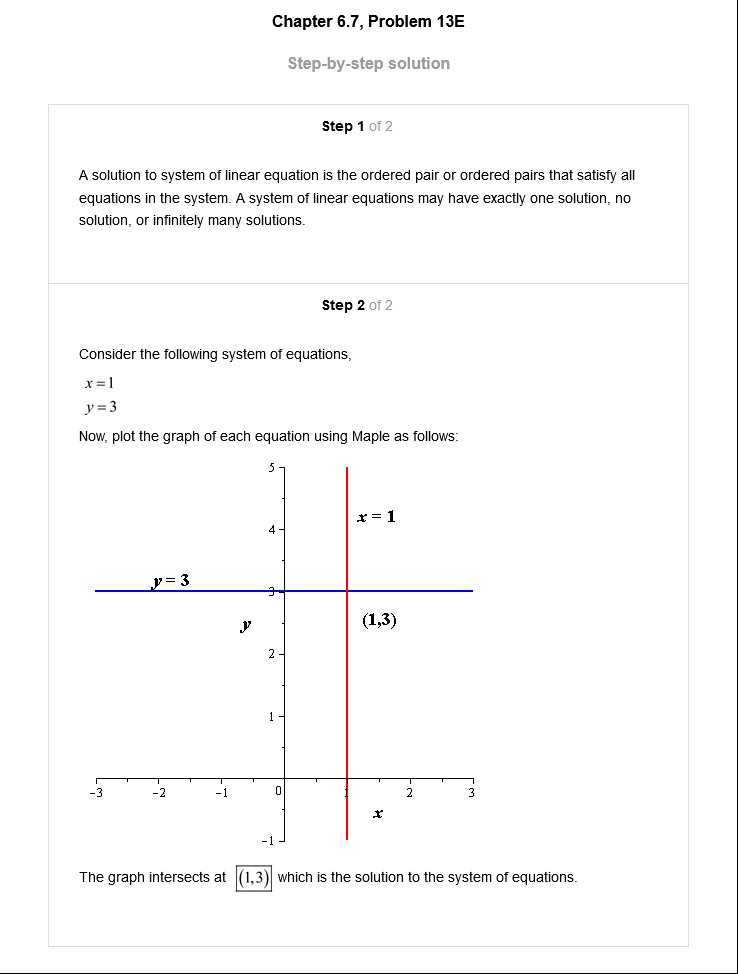 Chapter 6.7, Problem 13E
Step-by-step solution
Step 1 of 2
A solution to system of linear equation is the ordered pair or ordered pairs that satisfy all
equations in the system. A system of linear equations may have exactly one solution, no
solution, or infinitely many solutions.
Step 2 of 2
Consider the following system of equations,
x = 1
y = 3
Now, plot the graph of each equation using Maple as follows:
5
x = 1
4
y = 3
3
(1,3)
y
2
1
-3 -2 -1 0 1 2 3
x
-1
The graph intersects at (1,3) which is the solution to the system of equations.